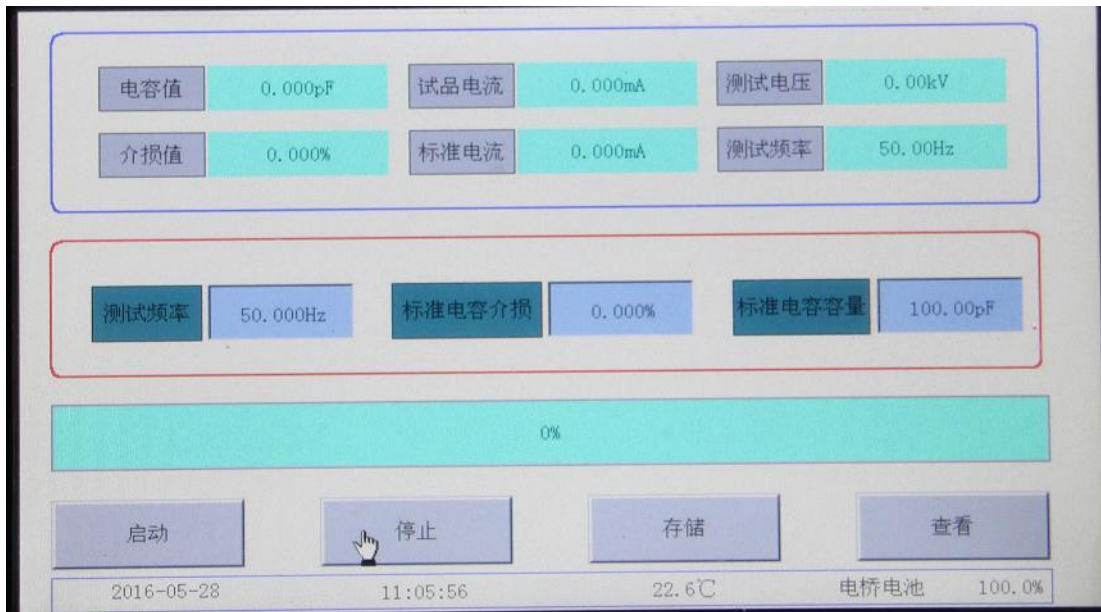 电容值 0.000pF 试品电流 0.000mA 测试电压 0.00kV
介损值 0.000% 标准电流 0.000mA 测试频率 50.00Hz
测试频率 50.000Hz 标准电容介损 0.000% 标准电容容量 100.00pF
0%
启动 停止 存储 查看
2016-05-28 11:05:56 22.6℃ 电桥电池 100.0%